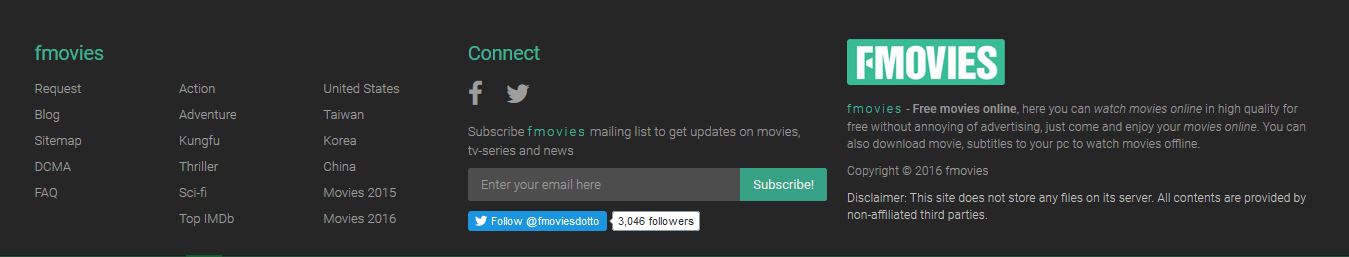 fmovies
Request
Blog
Sitemap
DCMA
FAQ
Action
Adventure
Kungfu
Thriller
Sci-fi
Top IMDb
United States
Taiwan
Korea
China
Movies 2015
Movies 2016
Connect
Subscribe fmovies mailing list to get updates on movies,
tv-series and news
Enter your email here
Subscribe!
Follow @fmoviesdotto
3,046 followers
FMOVIES
fmovies - Free movies online, here you can watch movies online in high quality for
free without annoying of advertising, just come and enjoy your movies online. You can
also download movie, subtitles to your pc to watch movies offline.
Copyright © 2016 fmovies
Disclaimer: This site does not store any files on its server. All contents are provided by
non-affiliated third parties.